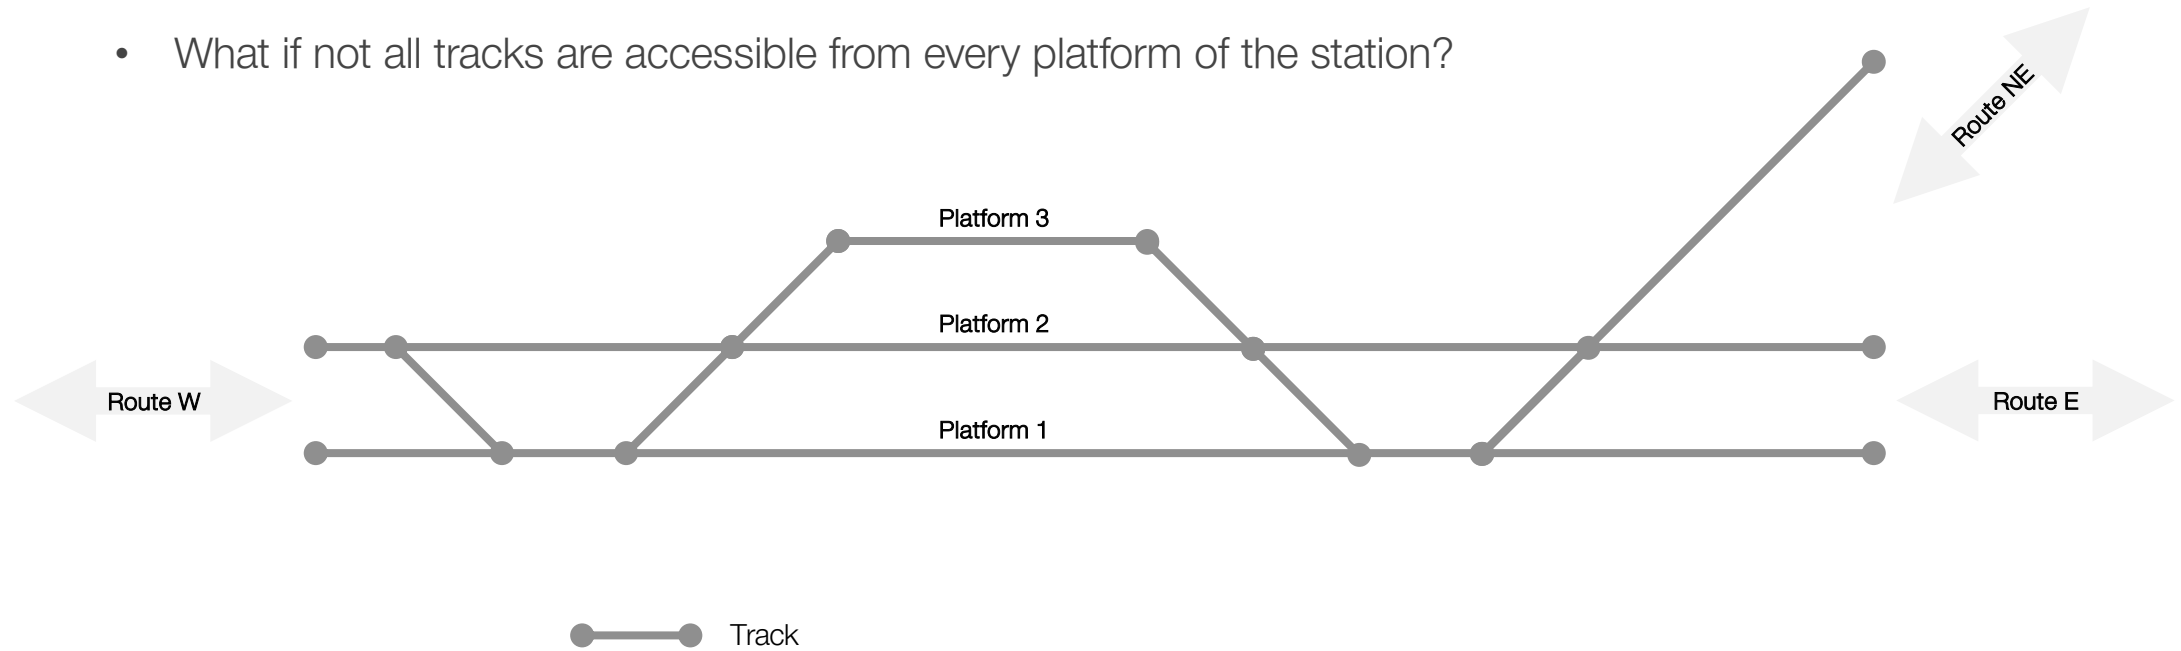 • What if not all tracks are accessible from every platform of the station?
Route NE
Platform 3
Platform 2
Route W
Route E
Platform 1
Track